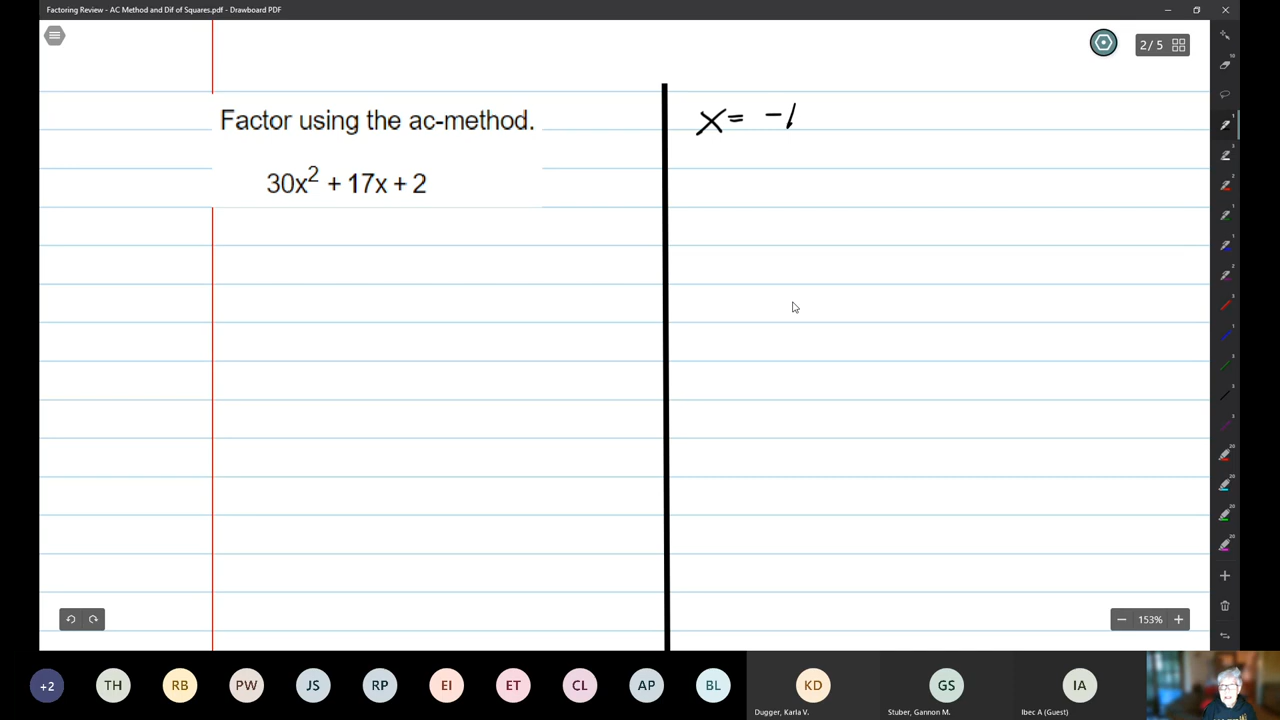 Factoring Review - AC Method and Dif of Squares.pdf - Drawboard PDF
2 / 5
Factor using the ac-method.
30x² + 17x + 2
x = -1
153%
+2
TH
RB
PW
JS
RP
EI
ET
CL
AP
BL
KD
GS
IA
Dugger, Karla V.
Stuber, Gannon M.
Ibec A (Guest)